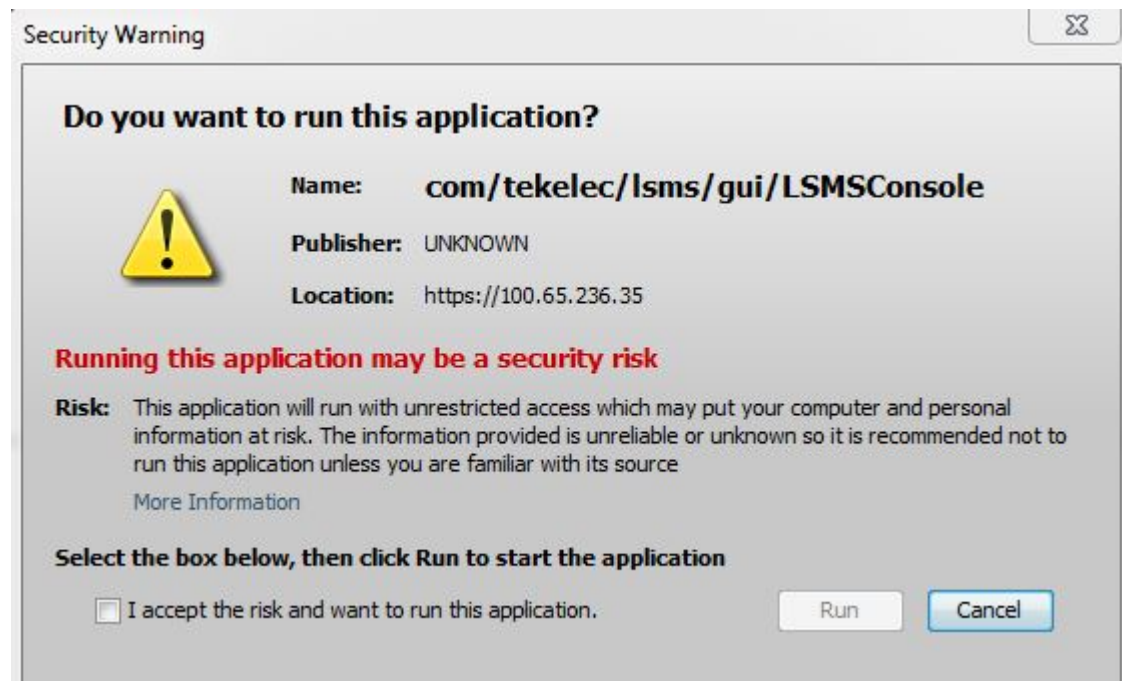 Security Warning
Do you want to run this application?
Name: com/tekelec/lsms/gui/LSMSConsole
Publisher: UNKNOWN
Location: https://100.65.236.35
Running this application may be a security risk
Risk: This application will run with unrestricted access which may put your computer and personal
information at risk. The information provided is unreliable or unknown so it is recommended not to
run this application unless you are familiar with its source
More Information
Select the box below, then click Run to start the application
I accept the risk and want to run this application. Run Cancel